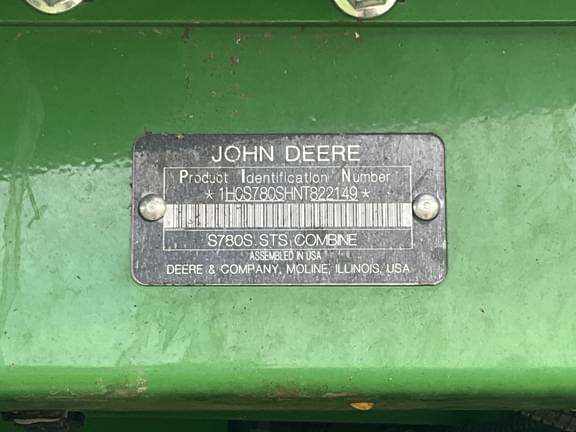 JOHN DEERE
Product Identification Number
*1HCS780SHNT822149*
S780S STS COMBINE
ASSEMBLED IN USA
DEERE & COMPANY, MOLINE, ILLINOIS, USA